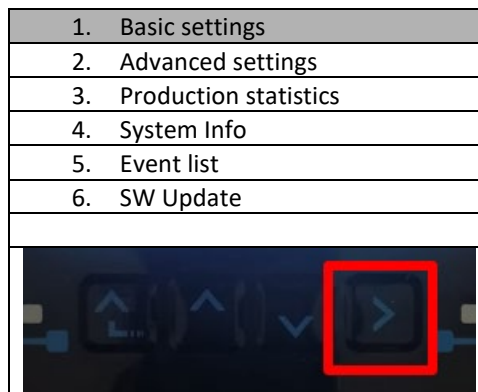 1. Basic settings
2. Advanced settings
3. Production statistics
4. System Info
5. Event list
6. SW Update